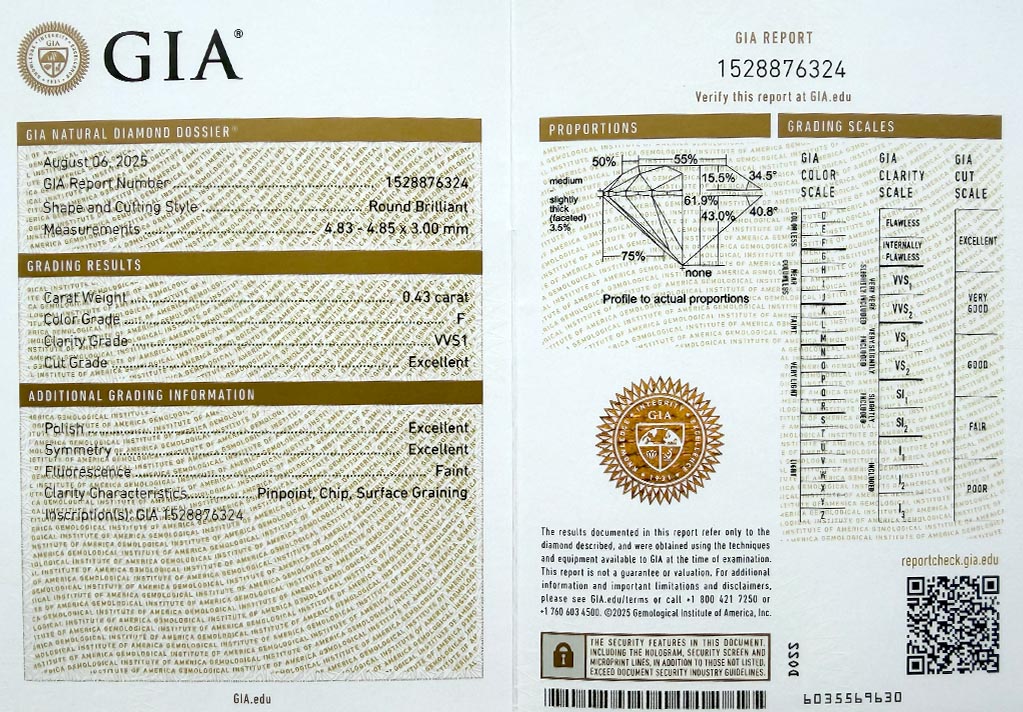 GIA®
GIA NATURAL DIAMOND DOSSIER®
August 06, 2025
GIA Report Number 1528876324
Shape and Cutting Style Round Brilliant
Measurements 4.83 - 4.85 x 3.00 mm
GRADING RESULTS
Carat Weight 0.43 carat
Color Grade F
Clarity Grade VVS1
Cut Grade Excellent
ADDITIONAL GRADING INFORMATION
Polish Excellent
Symmetry Excellent
Fluorescence Faint
Clarity Characteristics Pinpoint, Chip, Surface Graining
Inscription(s): GIA 1528876324
GIA.edu
GIA REPORT
1528876324
Verify this report at GIA.edu
PROPORTIONS
50%
55%
medium
-
slightly
thick
(faceted)
3.5%
15.5%
34.5°
61.9%
43.0%
40.8°
75%
none
Profile to actual proportions
GIA
INTEGRITY
EXCELLENCE
KNOWLEDGE
1931
The results documented in this report refer only to the
diamond described, and were obtained using the techniques
and equipment available to GIA at the time of examination.
This report is not a guarantee or valuation. For additional
information and important limitations and disclaimers,
please see GIA.edu/terms or call +1 800 421 7250 or
+1 760 603 4500. ©2025 Gemological Institute of America, Inc.
THE SECURITY FEATURES IN THIS DOCUMENT,
INCLUDING THE HOLOGRAM, SECURITY SCREEN AND
MICROPRINT LINES, IN ADDITION TO THOSE NOT LISTED,
EXCEED DOCUMENT SECURITY INDUSTRY GUIDELINES.
GRADING SCALES
GIA
COLOR
SCALE
COLORLESS
D
E
F
NEAR COLORLESS
G
H
I
J
FAINT
K
L
M
VERY LIGHT
N
O
P
Q
R
LIGHT
S
T
U
V
W
X
Y
Z
GIA
CLARITY
SCALE
FLAWLESS
INTERNALLY
FLAWLESS
VERY VERY
SLIGHTLY INCLUDED
VVS1
VVS2
VERY SLIGHTLY
INCLUDED
VS1
VS2
SLIGHTLY
INCLUDED
SI1
SI2
INCLUDED
I1
I2
I3
GIA
CUT
SCALE
EXCELLENT
VERY
GOOD
GOOD
FAIR
POOR
reportcheck.gia.edu
DO22
6035569630